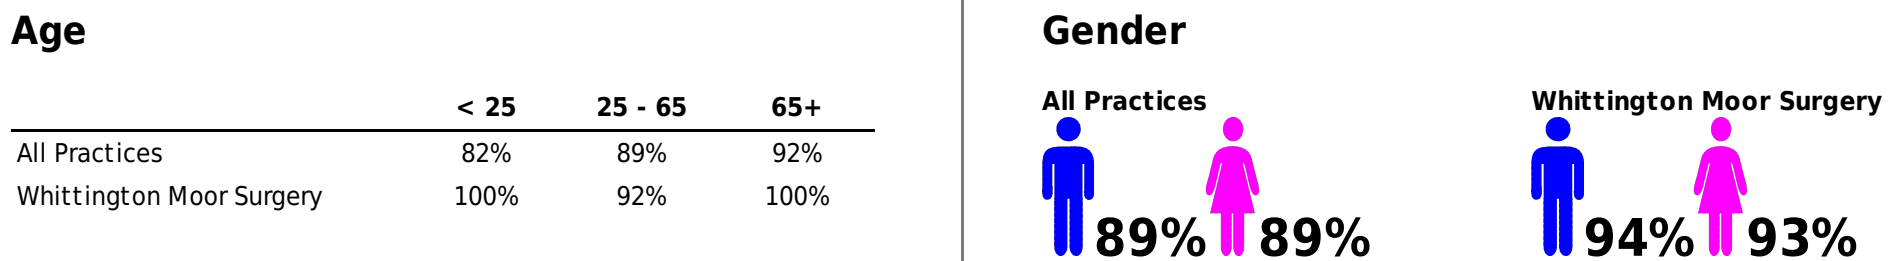 Age
< 25 25 - 65 65+
All Practices 82% 89% 92%
Whittington Moor Surgery 100% 92% 100%
Gender
All Practices Whittington Moor Surgery
89% 89% 94% 93%